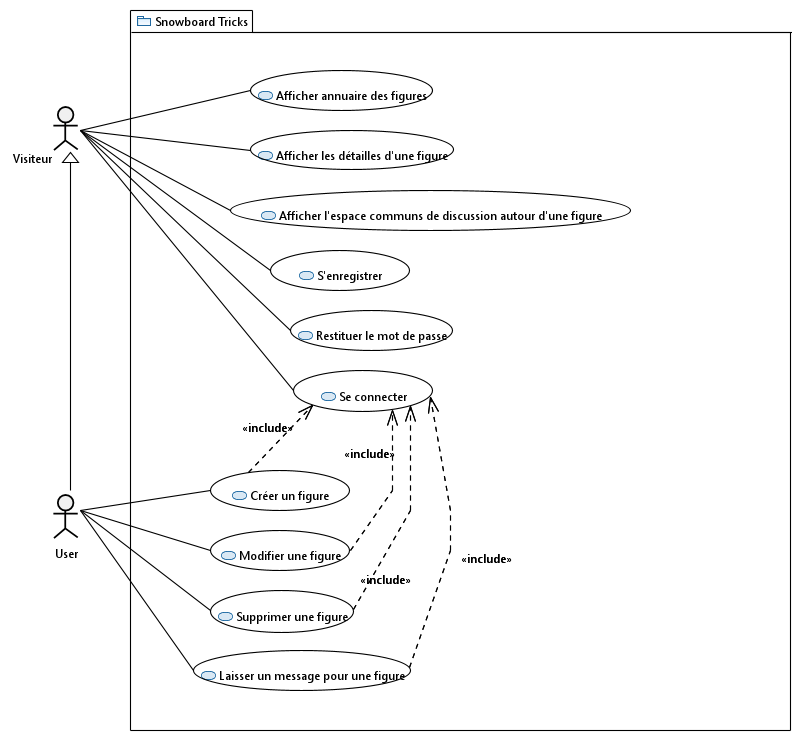 Snowboard Tricks
Afficher annuaire des figures
Visiteur
Afficher les détailles d'une figure
Afficher l'espace communs de discussion autour d'une figure
S'enregistrer
Restituer le mot de passe
Se connecter
«include»
«include»
Créer un figure
User
Modifier une figure
«include»
«include»
Supprimer une figure
Laisser un message pour une figure